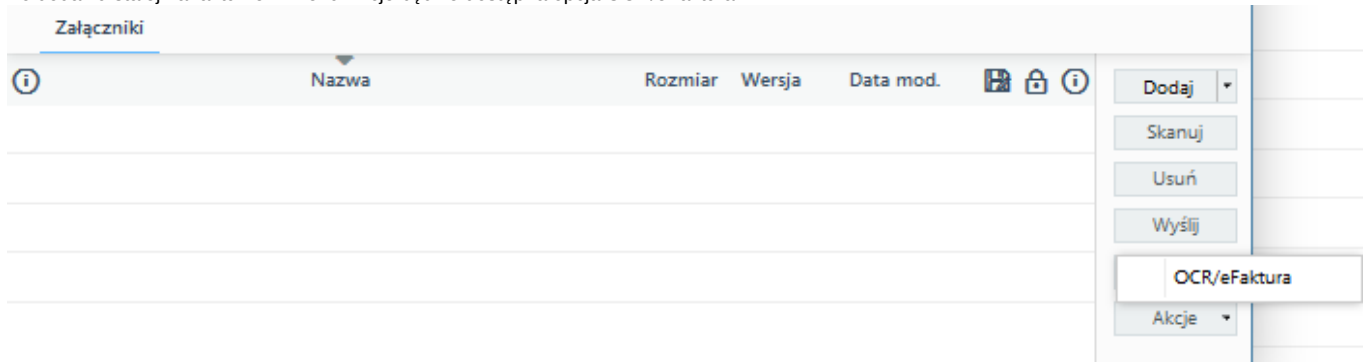 Załączniki
Nazwa Rozmiar Wersja Data mod.
Dodaj
Skanuj
Usuń
Wyślij
OCR/eFaktura
Akcje